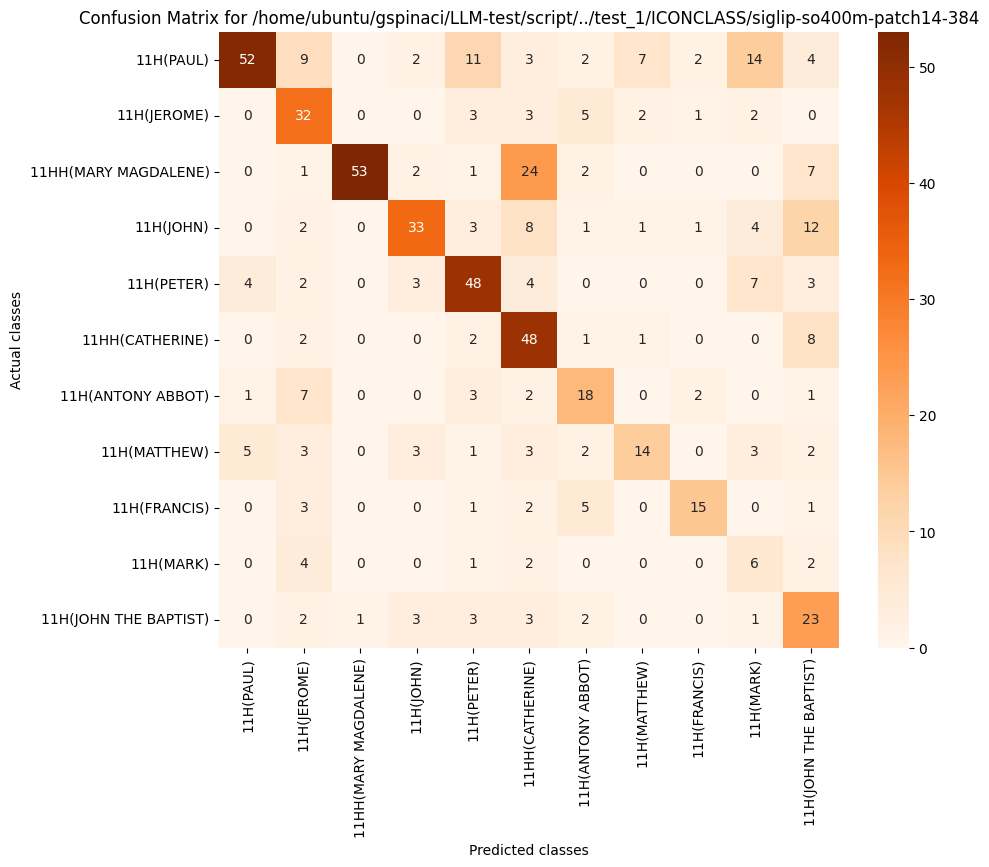 Confusion Matrix for /home/ubuntu/gspinaci/LLM-test/script/../test_1/ICONCLASS/siglip-so400m-patch14-384
11H(PAUL) 52 9 0 2 11 3 2 7 2 14 4
11H(JEROME) 0 32 0 0 3 3 5 2 1 2 0
11HH(MARY MAGDALENE) 0 1 53 2 1 24 2 0 0 0 7
11H(JOHN) 0 2 0 33 3 8 1 1 1 4 12
11H(PETER) 4 2 0 3 48 4 0 0 0 7 3
11HH(CATHERINE) 0 2 0 0 2 48 1 1 0 0 8
11H(ANTONY ABBOT) 1 7 0 0 3 2 18 0 2 0 1
11H(MATTHEW) 5 3 0 3 1 3 2 14 0 3 2
11H(FRANCIS) 0 3 0 0 1 2 5 0 15 0 1
11H(MARK) 0 4 0 0 1 2 0 0 0 6 2
11H(JOHN THE BAPTIST) 0 2 1 3 3 3 2 0 0 1 23
Actual classes
11H(PAUL)
11H(JEROME)
11HH(MARY MAGDALENE)
11H(JOHN)
11H(PETER)
11HH(CATHERINE)
11H(ANTONY ABBOT)
11H(MATTHEW)
11H(FRANCIS)
11H(MARK)
11H(JOHN THE BAPTIST)
Predicted classes
50
40
30
20
10
0